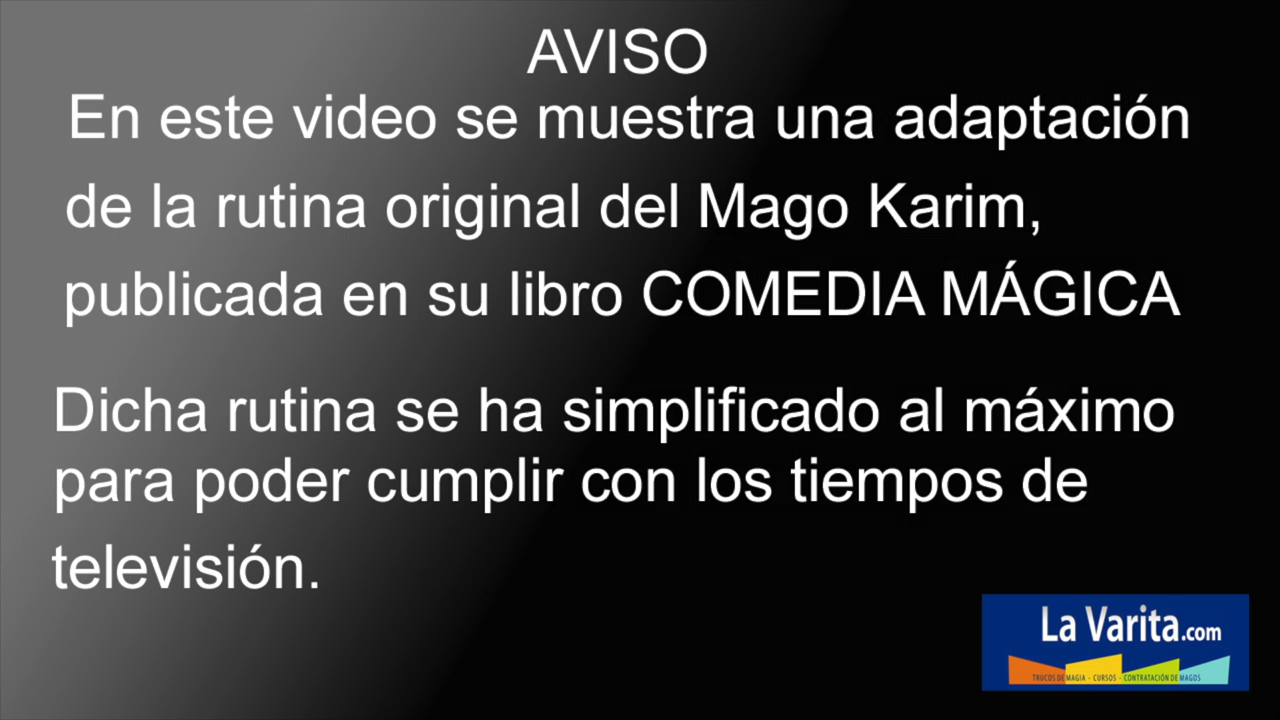 AVISO
En este video se muestra una adaptación
de la rutina original del Mago Karim,
publicada en su libro COMEDIA MÁGICA
Dicha rutina se ha simplificado al máximo
para poder cumplir con los tiempos de
televisión.
La Varita.com
TRUCOS DE MAGIA - CURSOS - CONTRATACIÓN DE MAGOS